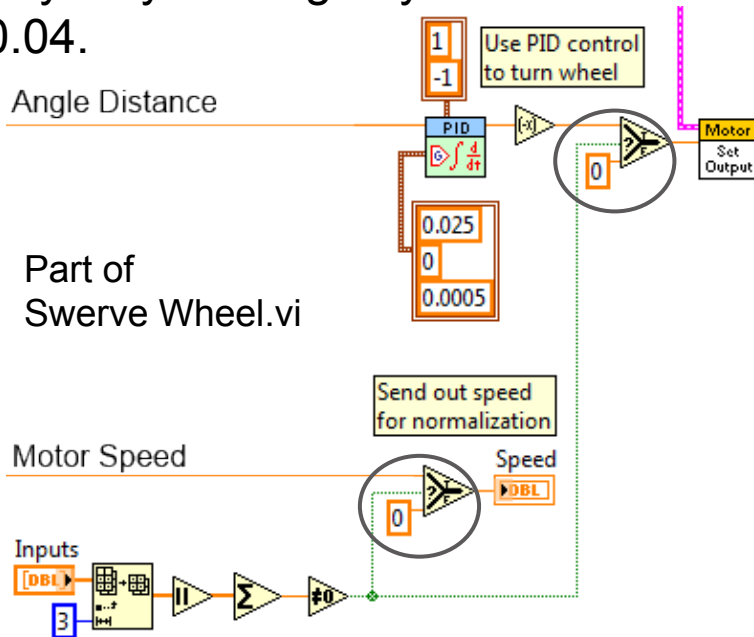 0.04.
1
-1
Use PID control
to turn wheel
Angle Distance
PID
Motor
Set
Output
0
0.025
0
0.0005
Part of
Swerve Wheel.vi
Send out speed
for normalization
Motor Speed
Speed
DBL
0
Inputs
[DBL]
3